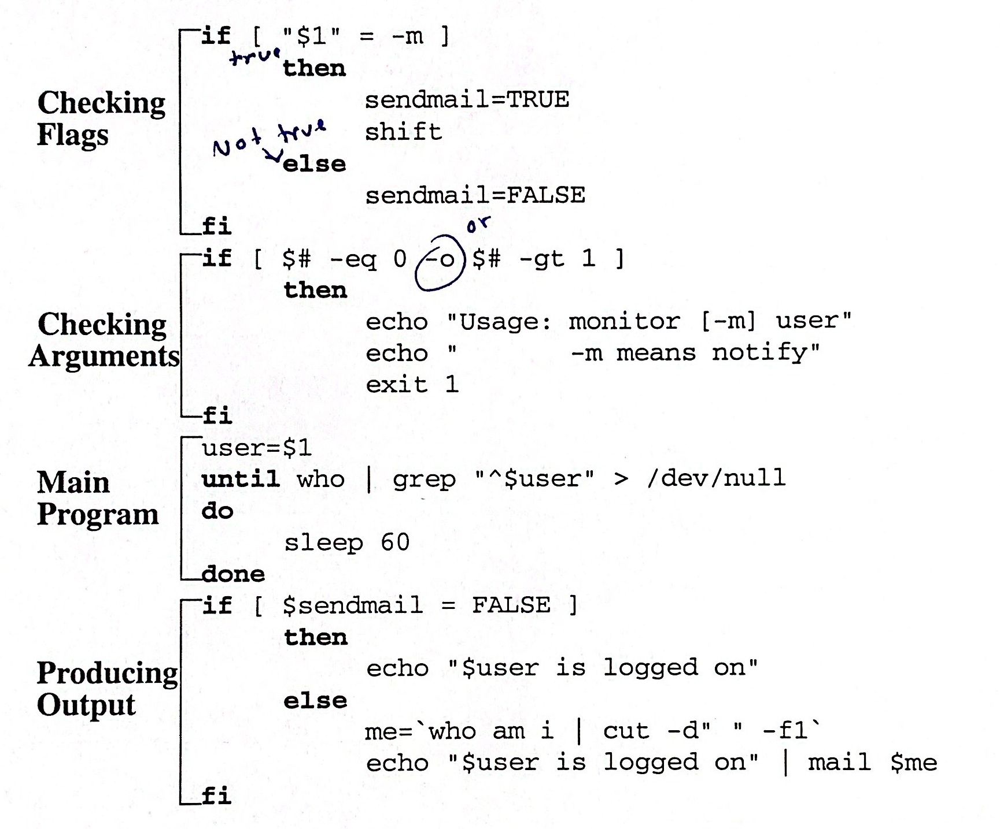 if [ "$1" = -m ]
true
then
Checking
Flags
sendmail=TRUE
shift
Not true
else
sendmail=FALSE
fi
or
if [ $# -eq 0 -o $# -gt 1 ]
then
Checking
Arguments
echo "Usage: monitor [-m] user"
echo "      -m means notify"
exit 1
fi
Main
Program
user=$1
until who | grep "^$user" > /dev/null
do
sleep 60
done
if [ $sendmail = FALSE ]
then
Producing
Output
echo "$user is logged on"
else
me=`who am i | cut -d" " -f1`
echo "$user is logged on" | mail $me
fi